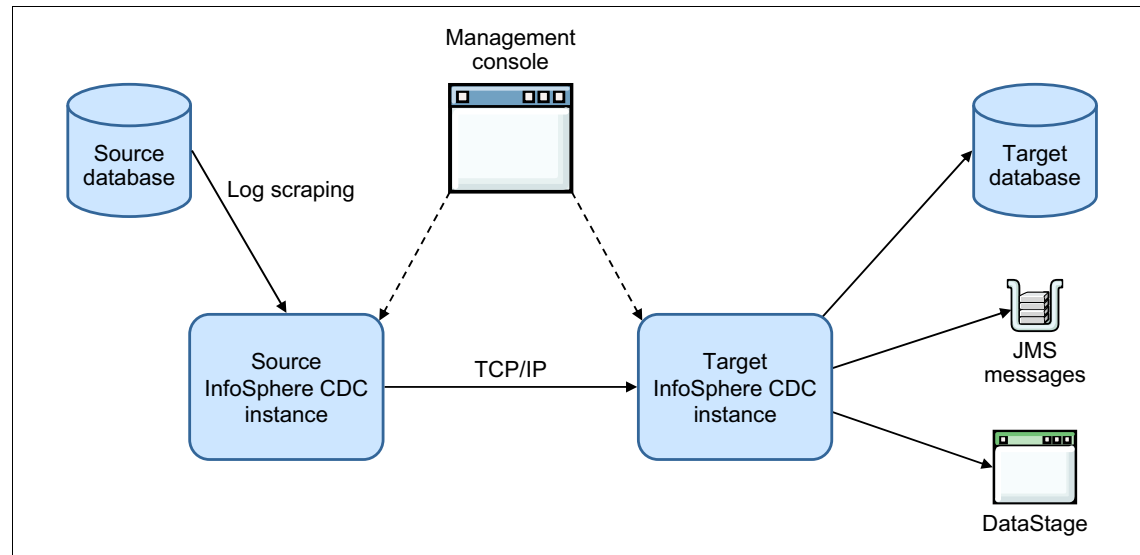 Management
console
Source
database
Target
database
Log scraping
Source
InfoSphere CDC
instance
TCP/IP
Target
InfoSphere CDC
instance
JMS
messages
DataStage